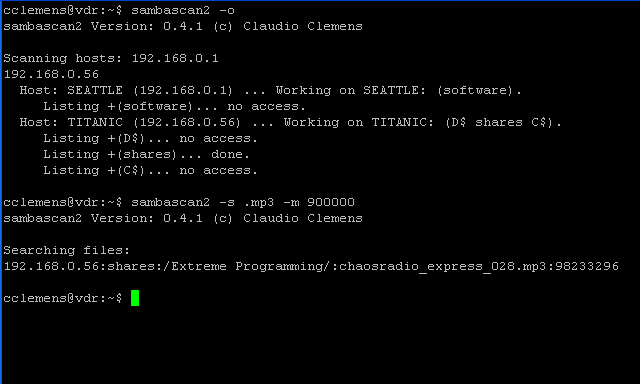 cclemens@vdr:~$ sambascan2 -o
sambascan2 Version: 0.4.1 (c) Claudio Clemens
Scanning hosts: 192.168.0.1
192.168.0.56
Host: SEATTLE (192.168.0.1) ... Working on SEATTLE: (software).
Listing +(software)... no access.
Host: TITANIC (192.168.0.56) ... Working on TITANIC: (D$ shares C$).
Listing +(D$)... no access.
Listing +(shares)... done.
Listing +(C$)... no access.
cclemens@vdr:~$ sambascan2 -s .mp3 -m 900000
sambascan2 Version: 0.4.1 (c) Claudio Clemens
Searching files:
192.168.0.56:shares:/Extreme Programming/:chaosradio_express_028.mp3:98233296
cclemens@vdr:~$